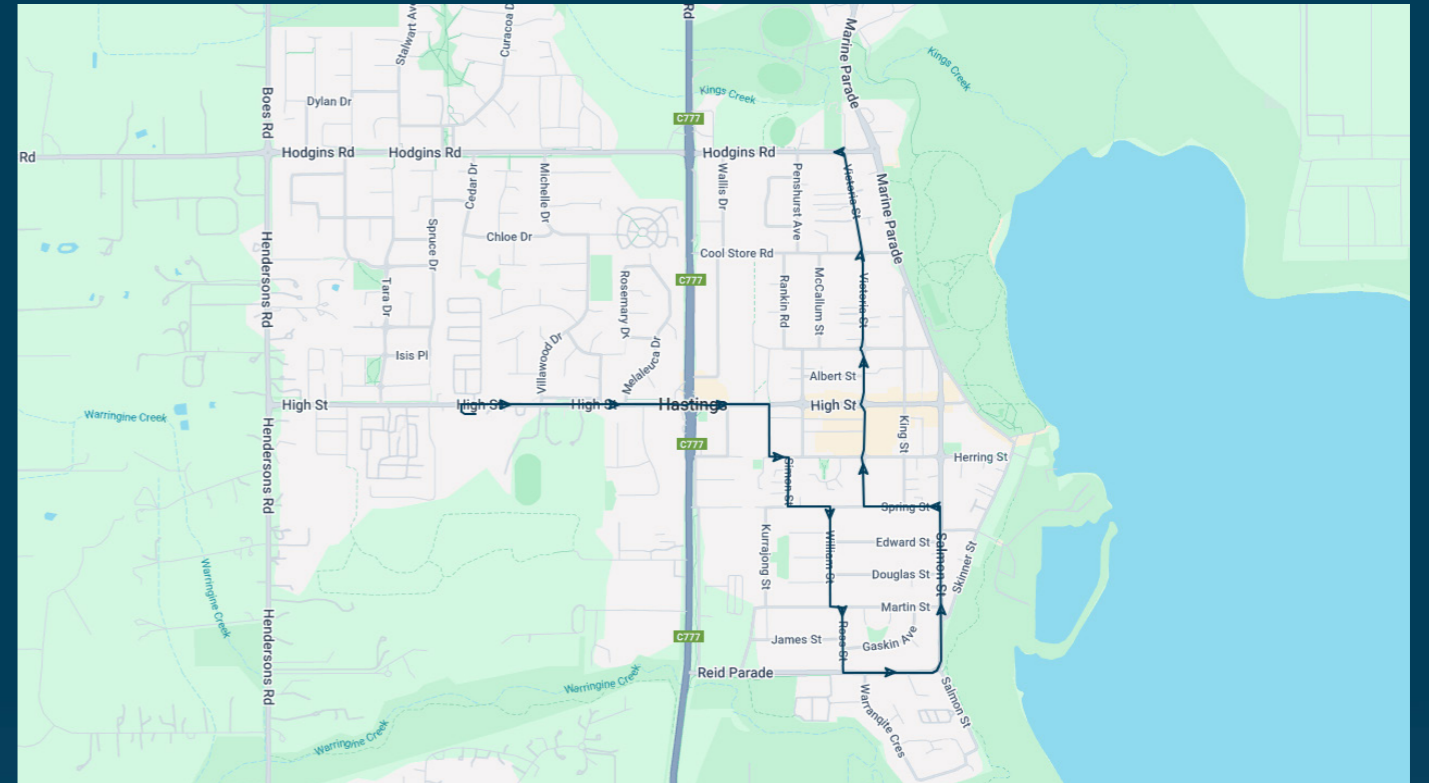 Stalwart Av
Curacoa D
Rd
Marine Parade
Kings Creek
Kings Creek
Dylan Dr
Boes Rd
C777
Rd
Hodgins Rd
Hodgins Rd
Hodgins Rd
Cedar Dr
Michelle Dr
Wallis Dr
Penshurst Ave
Victoria St
Marine Parade
Spruce Dr
Chloe Dr
Hendersons Rd
Cool Store Rd
C777
Tara Dr
Rosemary Dr
Rankin Rd
McCallum St
Victoria St
Isis Pl
Villawood Dr
Melaleuca Dr
Albert St
High St
High St
High St
Hastings
High St
Warringine Creek
King St
C777
Hendersons Rd
Herring St
Simon St
Spring St
Kurrajong St
William St
Edward St
Salmon St
Skinner St
Douglas St
Warringine Creek
Martin St
Hendersons Rd
C777
James St
Ross St
Gaskin Ave
Reid Parade
Warringine Creek
Salmon St
Warringine Creek